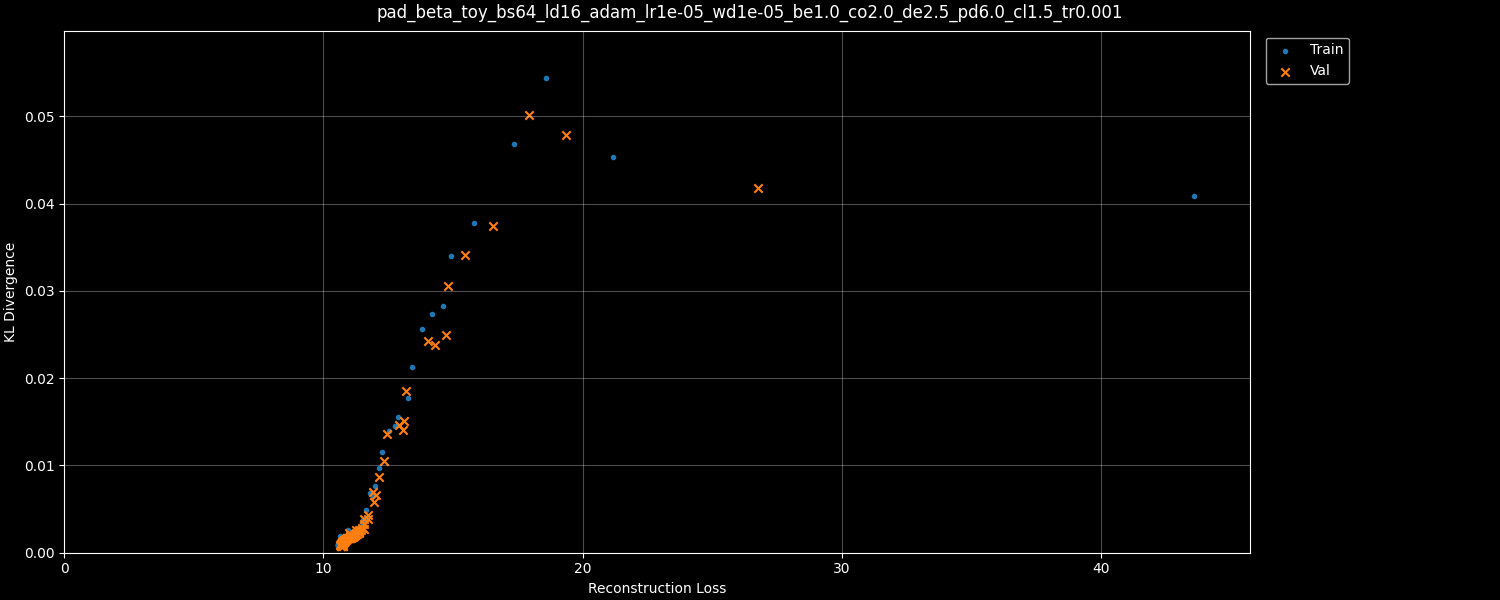 pad_beta_toy_bs64_ld16_adam_lr1e-05_wd1e-05_be1.0_co2.0_de2.5_pd6.0_cl1.5_tr0.001
Train
Val
KL Divergence
0.05
0.04
0.03
0.02
0.01
0.00
0 10 20 30 40
Reconstruction Loss